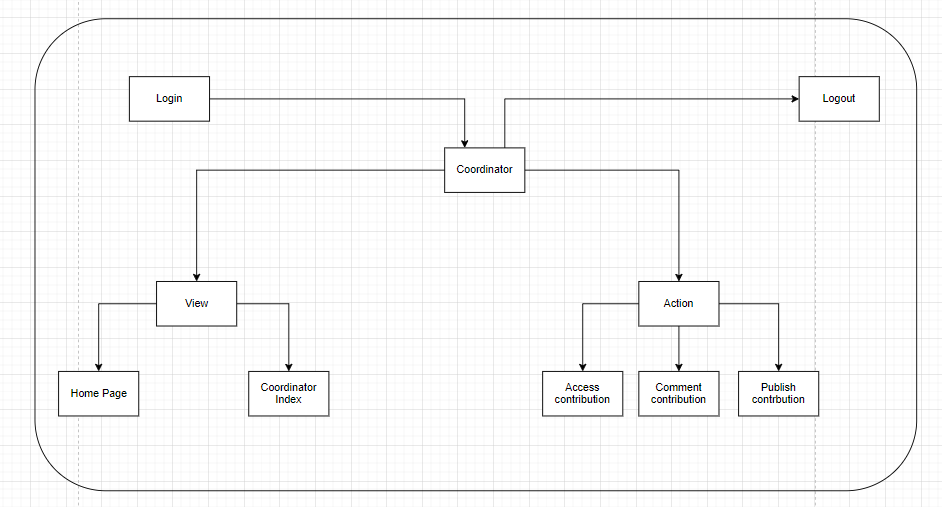 Login
Logout
Coordinator
View
Action
Home Page
Coordinator
Index
Access
contribution
Comment
contribution
Publish
contrbution